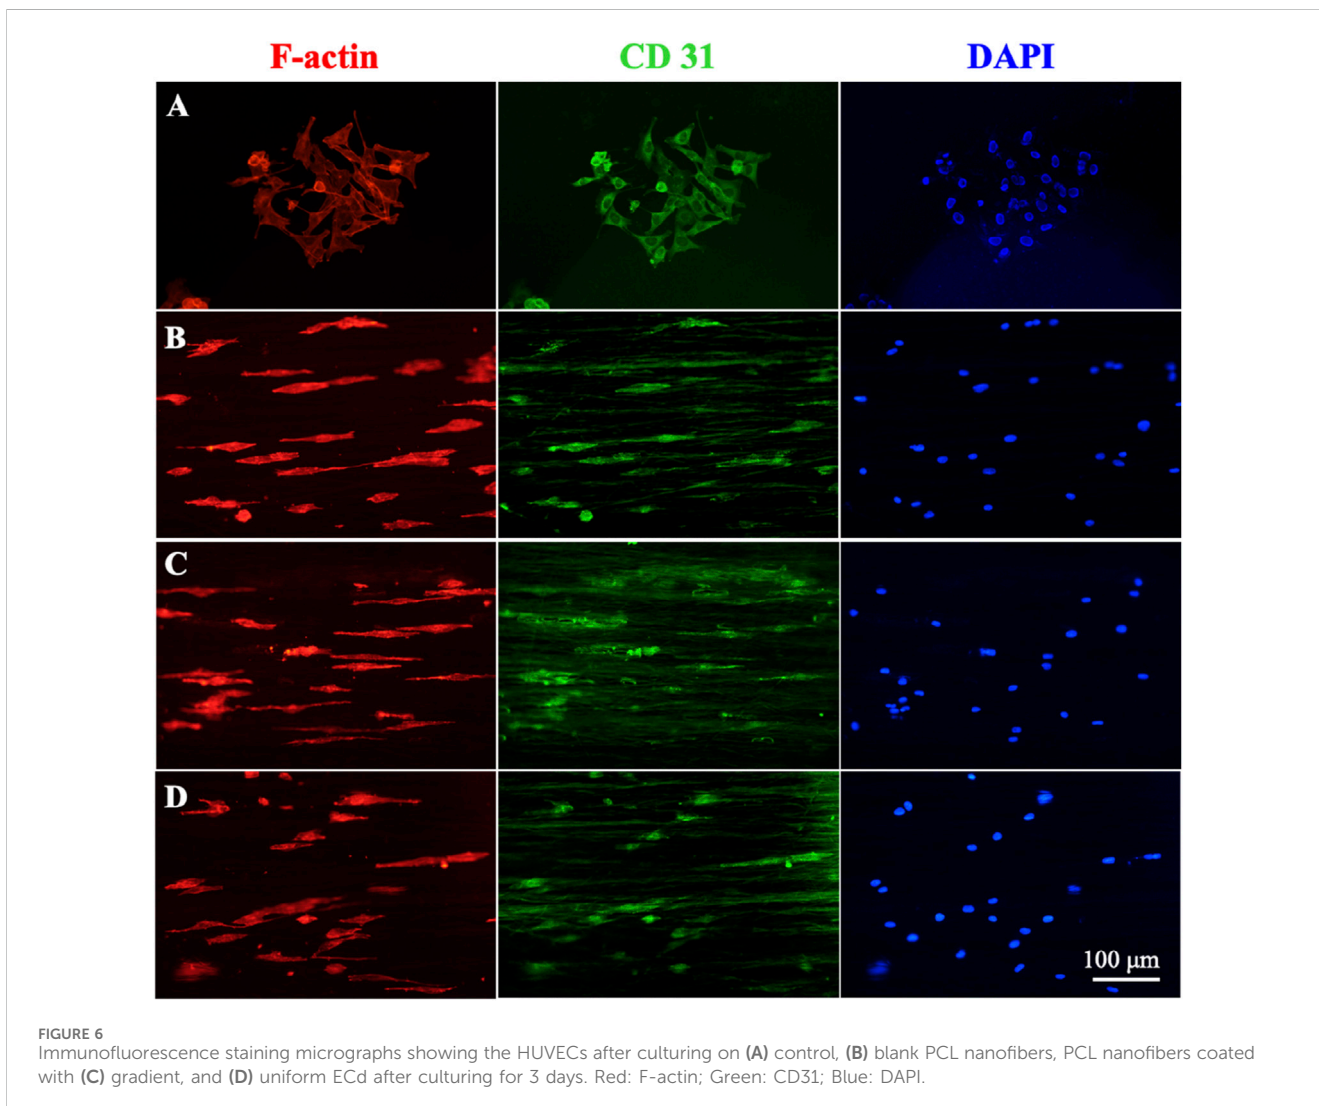 F-actin CD 31 DAPI
A
B
C
D
100 μm
FIGURE 6
Immunofluorescence staining micrographs showing the HUVECs after culturing on (A) control, (B) blank PCL nanofibers, PCL nanofibers coated
with (C) gradient, and (D) uniform ECd after culturing for 3 days. Red: F-actin; Green: CD31; Blue: DAPI.